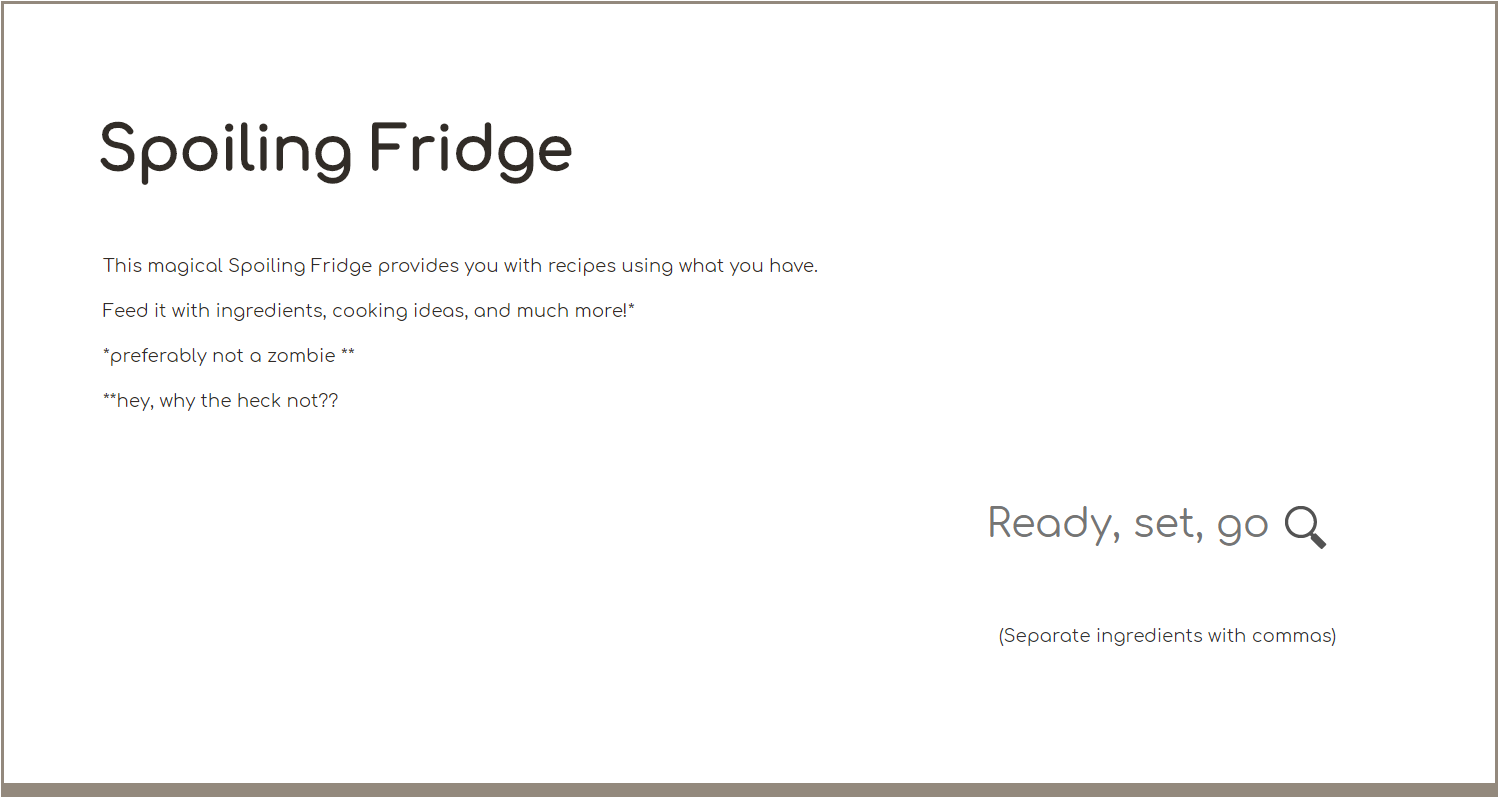 Spoiling Fridge
This magical Spoiling Fridge provides you with recipes using what you have.
Feed it with ingredients, cooking ideas, and much more!*
*preferably not a zombie **
**hey, why the heck not??
Ready, set, go
(Separate ingredients with commas)